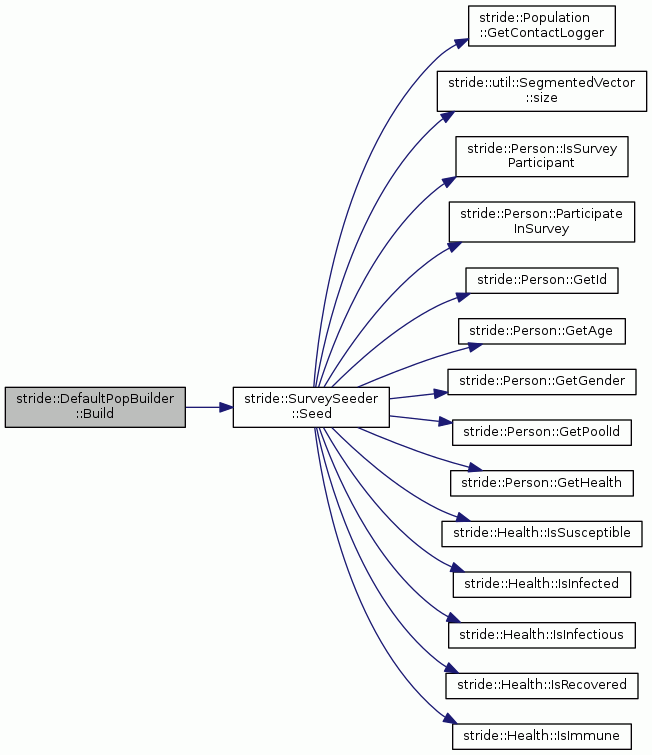 stride::Population
::GetContactLogger
stride::util::SegmentedVector
::size
stride::Person::IsSurvey
Participant
stride::Person::Participate
InSurvey
stride::Person::GetId
stride::Person::GetAge
stride::Person::GetGender
stride::DefaultPopBuilder
::Build
stride::SurveySeeder
::Seed
stride::Person::GetPoolId
stride::Person::GetHealth
stride::Health::IsSusceptible
stride::Health::IsInfected
stride::Health::IsInfectious
stride::Health::IsRecovered
stride::Health::IsImmune